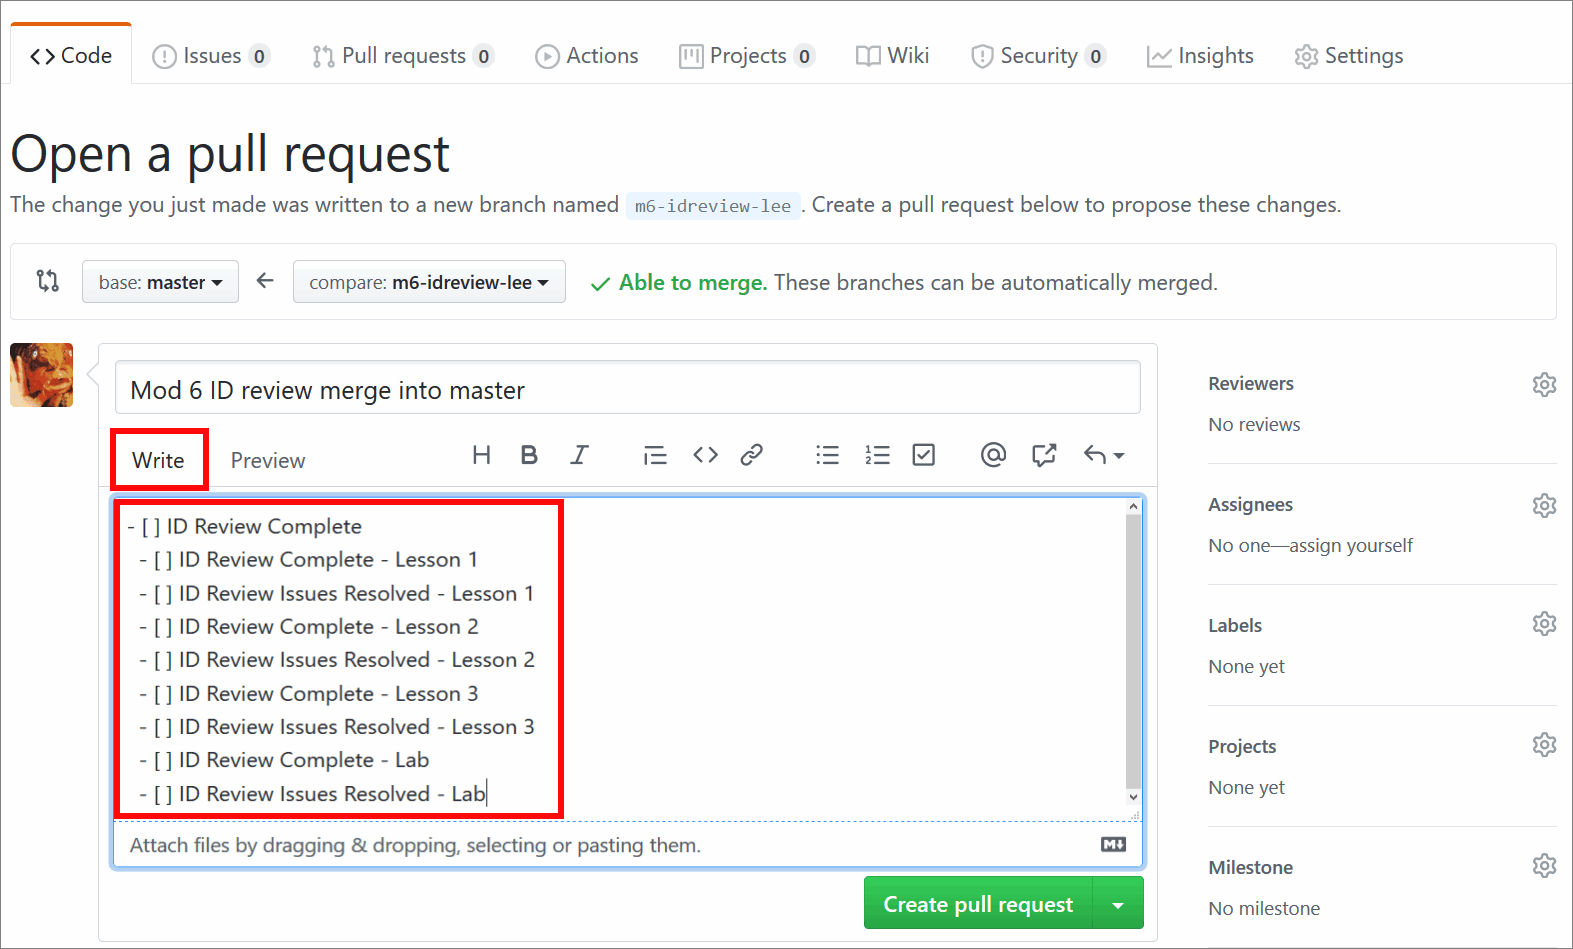 Code Issues 0 Pull requests 0 Actions Projects 0 Wiki Security 0 Insights Settings
Open a pull request
The change you just made was written to a new branch named m6-idreview-lee. Create a pull request below to propose these changes.
base: master compare: m6-idreview-lee Able to merge. These branches can be automatically merged.
Mod 6 ID review merge into master
Write Preview
- [ ] ID Review Complete
- [ ] ID Review Complete - Lesson 1
- [ ] ID Review Issues Resolved - Lesson 1
- [ ] ID Review Complete - Lesson 2
- [ ] ID Review Issues Resolved - Lesson 2
- [ ] ID Review Complete - Lesson 3
- [ ] ID Review Issues Resolved - Lesson 3
- [ ] ID Review Complete - Lab
- [ ] ID Review Issues Resolved - Lab
Attach files by dragging & dropping, selecting or pasting them.
Create pull request
Reviewers
No reviews
Assignees
No one—assign yourself
Labels
None yet
Projects
None yet
Milestone
No milestone